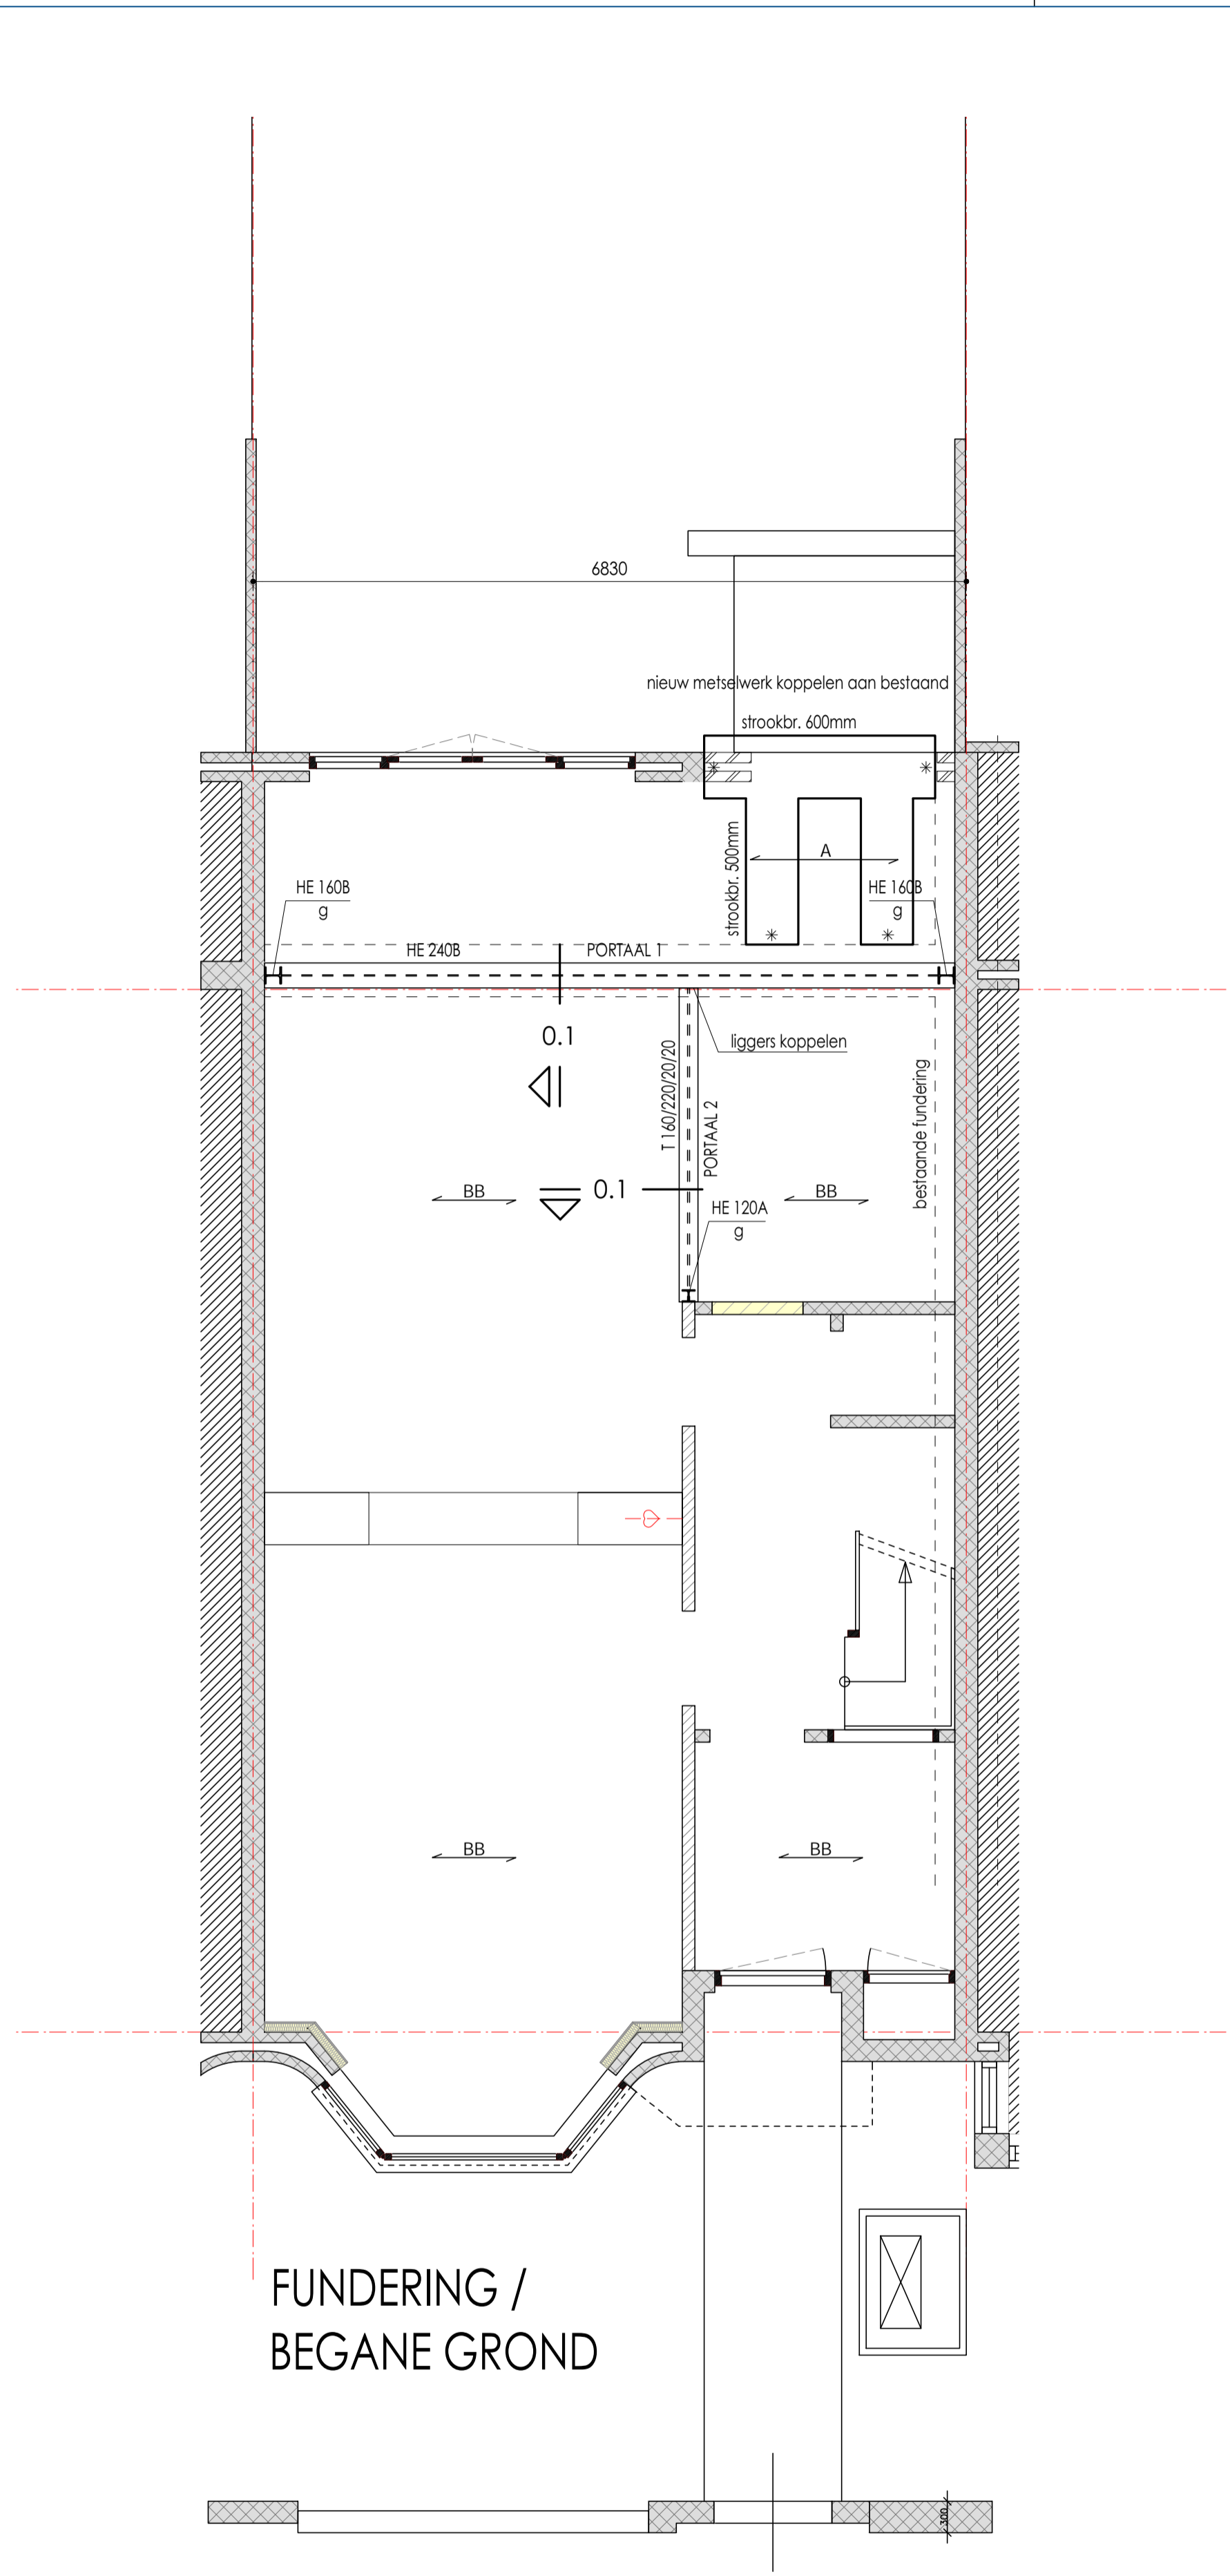 6830
nieuw metselwerk koppelen aan bestaand
strookbr. 600mm
strookbr. 500mm
A
HE 160B
g
HE 160B
g
HE 240B
PORTAAL 1
0.1
liggers koppelen
T 160/220/20/20
PORTAAL 2
bestaande fundering
BB
0.1
BB
HE 120A
g
BB
BB
FUNDERING /
BEGANE GROND
300